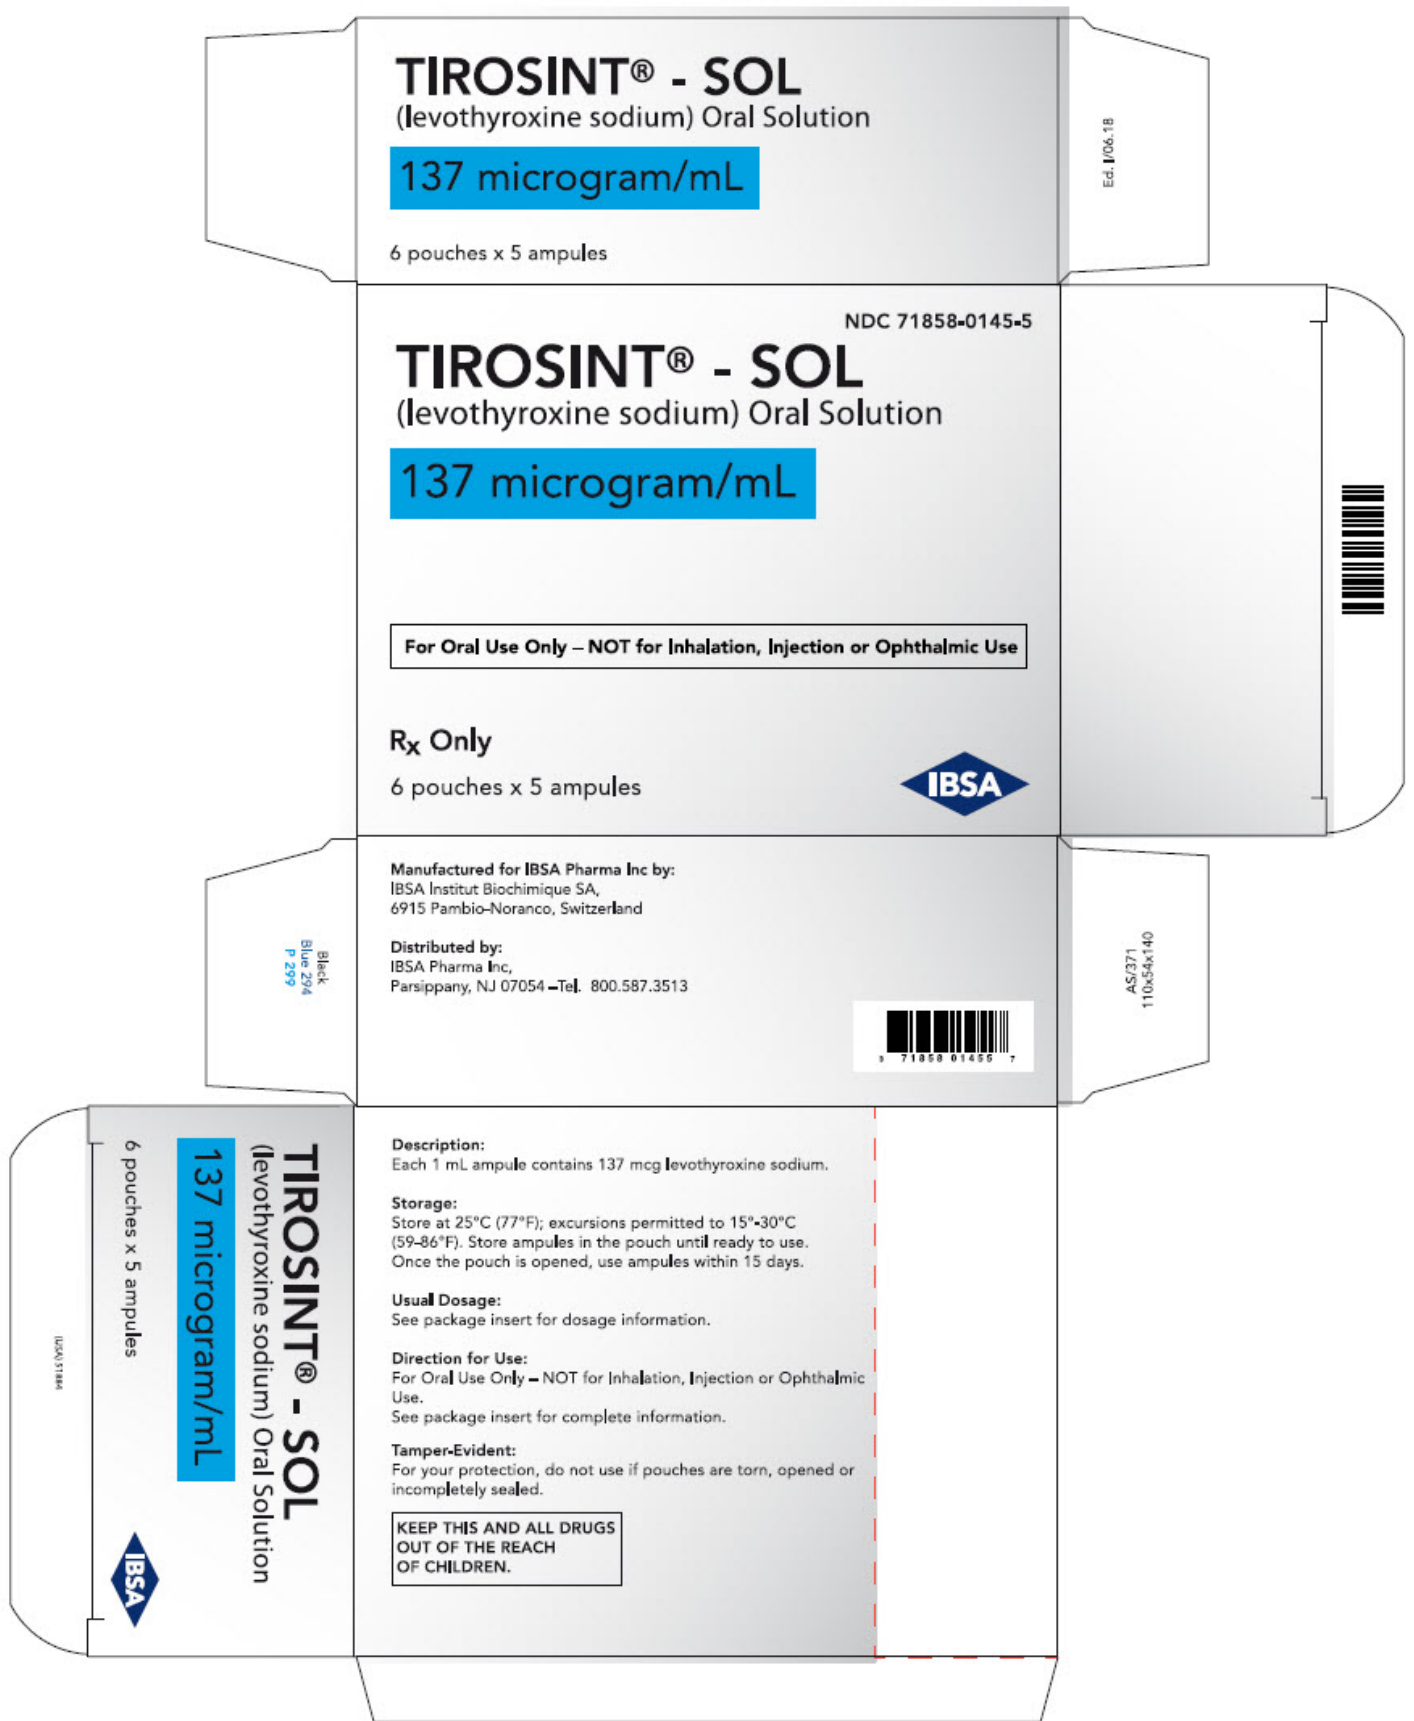 TIROSINT® - SOL
(levothyroxine sodium) Oral Solution
137 microgram/mL
6 pouches x 5 ampules
Ed. I/06.18
NDC 71858-0145-5
TIROSINT® - SOL
(levothyroxine sodium) Oral Solution
137 microgram/mL
For Oral Use Only – NOT for Inhalation, Injection or Ophthalmic Use
Rx Only
6 pouches x 5 ampules
IBSA
Manufactured for IBSA Pharma Inc by:
IBSA Institut Biochimique SA,
6915 Pambio-Noranco, Switzerland
Distributed by:
IBSA Pharma Inc,
Parsippany, NJ 07054 – Tel. 800.587.3513
Black
Blue 294
P 299
AS/371
110x54x140
3 71858 01455 7
TIROSINT® - SOL
(levothyroxine sodium) Oral Solution
137 microgram/mL
6 pouches x 5 ampules
IBSA
(USA) 51884
Description:
Each 1 mL ampule contains 137 mcg levothyroxine sodium.
Storage:
Store at 25°C (77°F); excursions permitted to 15°-30°C
(59-86°F). Store ampules in the pouch until ready to use.
Once the pouch is opened, use ampules within 15 days.
Usual Dosage:
See package insert for dosage information.
Direction for Use:
For Oral Use Only – NOT for Inhalation, Injection or Ophthalmic
Use.
See package insert for complete information.
Tamper-Evident:
For your protection, do not use if pouches are torn, opened or
incompletely sealed.
KEEP THIS AND ALL DRUGS
OUT OF THE REACH
OF CHILDREN.